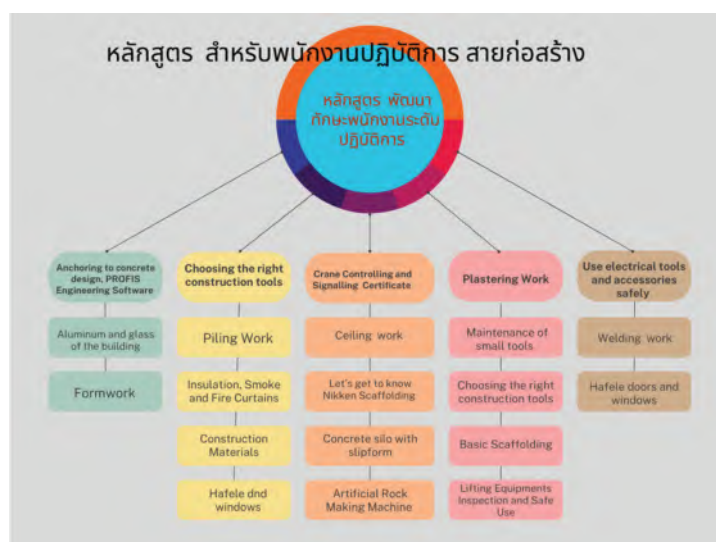 หลักสูตร สำหรับพนักงานปฏิบัติการ สายก่อสร้าง
หลักสูตร พัฒนา
ทักษะพนักงานระดับ
ปฏิบัติการ
Anchoring to concrete
design, PROFIS
Engineering Software
Aluminum and glass
of the building
Formwork
Choosing the right
construction tools
Piling Work
Insulation, Smoke
and Fire Curtains
Construction
Materials
Hafele dnd
windows
Crane Controlling and
Signalling Certificate
Ceiling work
Let's get to know
Nikken Scaffolding
Concrete silo with
slipform
Artificial Rock
Making Machine
Plastering Work
Maintenance of
small tools
Choosing the right
construction tools
Basic Scaffolding
Lifting Equipments
Inspection and Safe
Use
Use electrical tools
and accessories
safely
Welding work
Hafele doors and
windows